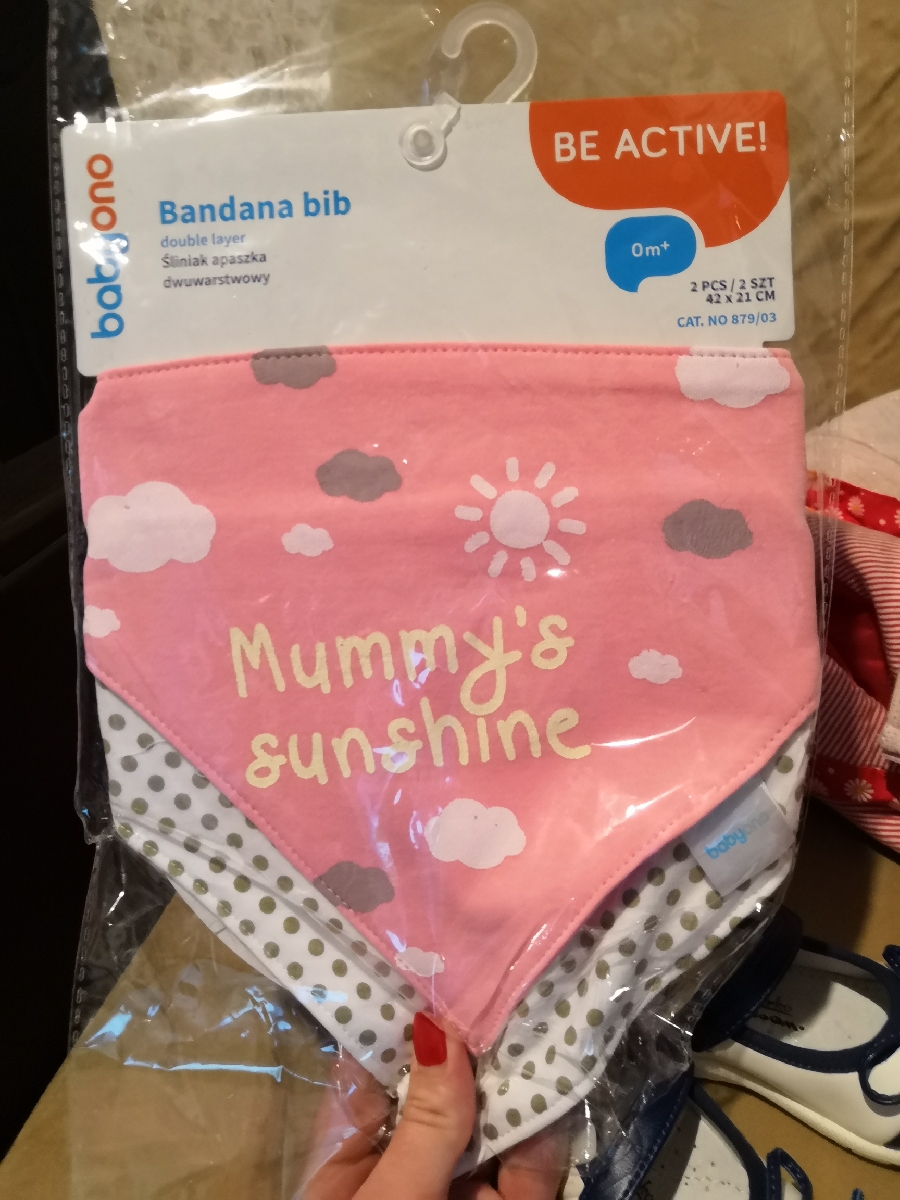 babyono
BE ACTIVE!
Bandana bib
double layer
Śliniak apaszka
dwuwarstwowy
0m+
2 PCS / 2 SZT
42 x 21 CM
CAT. NO 879/03
Mummy's
sunshine
babyono